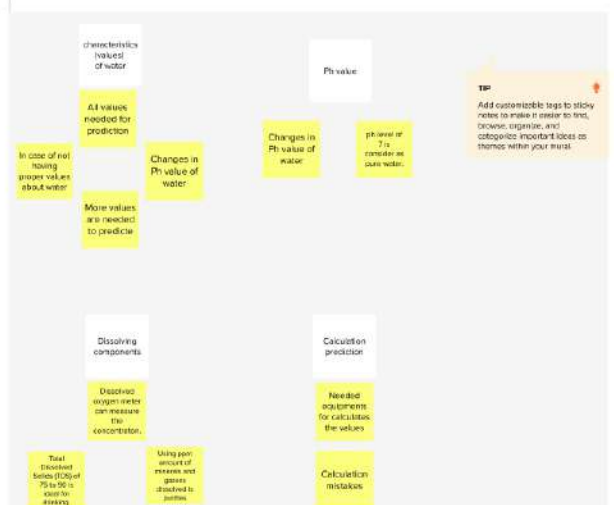 characteristics
(values)
of water
All values
needed for
prediction
In case of not
having
proper values
about water
Changes in
Ph value of
water
More values
are needed
to predicte
Ph value
Changes in
Ph value of
water
ph level of
7 is
consider as
pure water.
TIP
Add customizable tags to sticky
notes to make it easier to find,
browse, organize, and
categorize important ideas as
themes within your mural.
Dissolving
components
Dissolved
oxygen meter
can measure
the
concentraton.
Total
Dissolved
Solids (TDS) of
75 to 90 is
ideal for
drinking
Using ppm
amount of
minerals and
gasses
dissolved is
Calculation
prediction
Needed
equipments
for calculates
the values
Calculation
mistakes